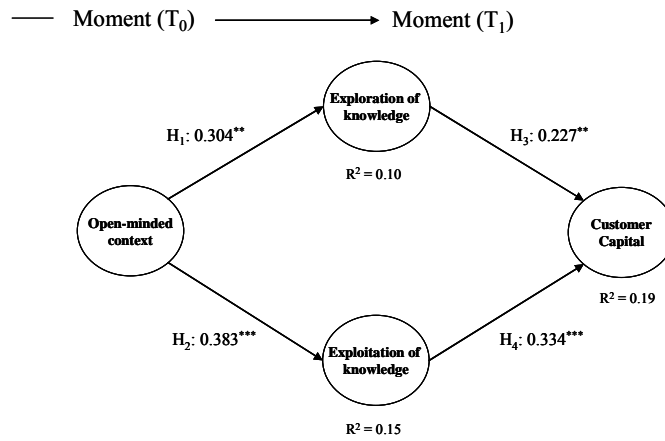 Moment (T₀) Moment (T₁)
Exploration of
knowledge
H₁: 0.304**
H₃: 0.227**
R² = 0.10
Open-minded
context
Customer
Capital
R² = 0.19
H₂: 0.383***
H₄: 0.334***
Exploitation of
knowledge
R² = 0.15